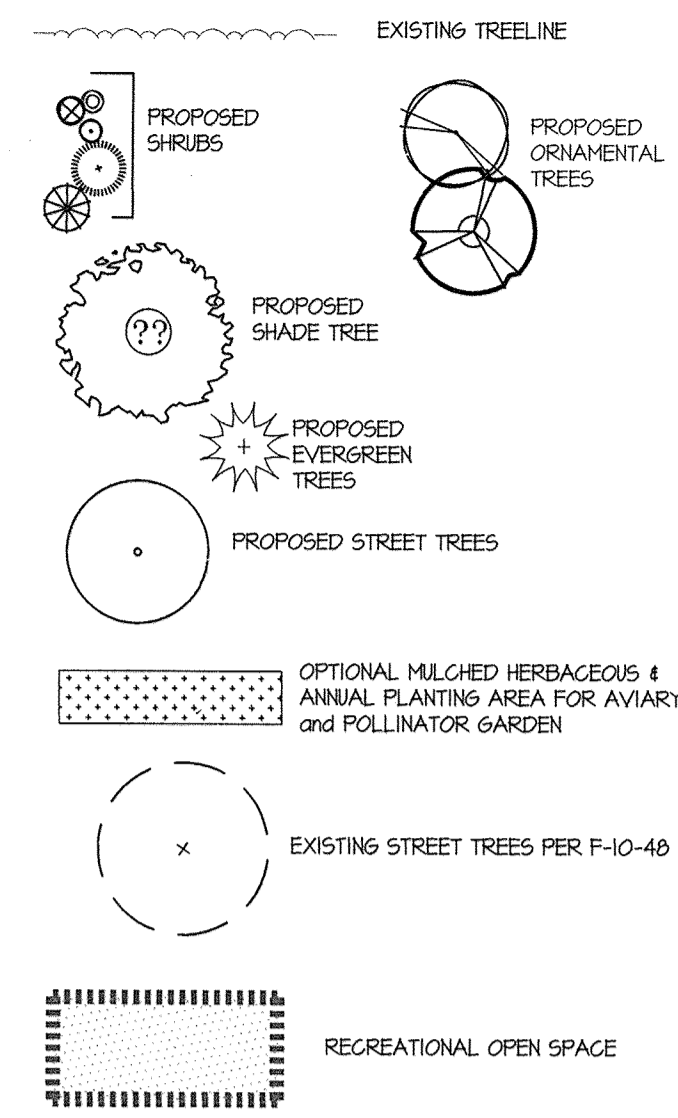 EXISTING TREELINE
PROPOSED
SHRUBS
PROPOSED
ORNAMENTAL
TREES
PROPOSED
SHADE TREE
??
PROPOSED
EVERGREEN
TREES
PROPOSED STREET TREES
OPTIONAL MULCHED HERBACEOUS &
ANNUAL PLANTING AREA FOR AVIARY
and POLLINATOR GARDEN
EXISTING STREET TREES PER F-10-48
RECREATIONAL OPEN SPACE